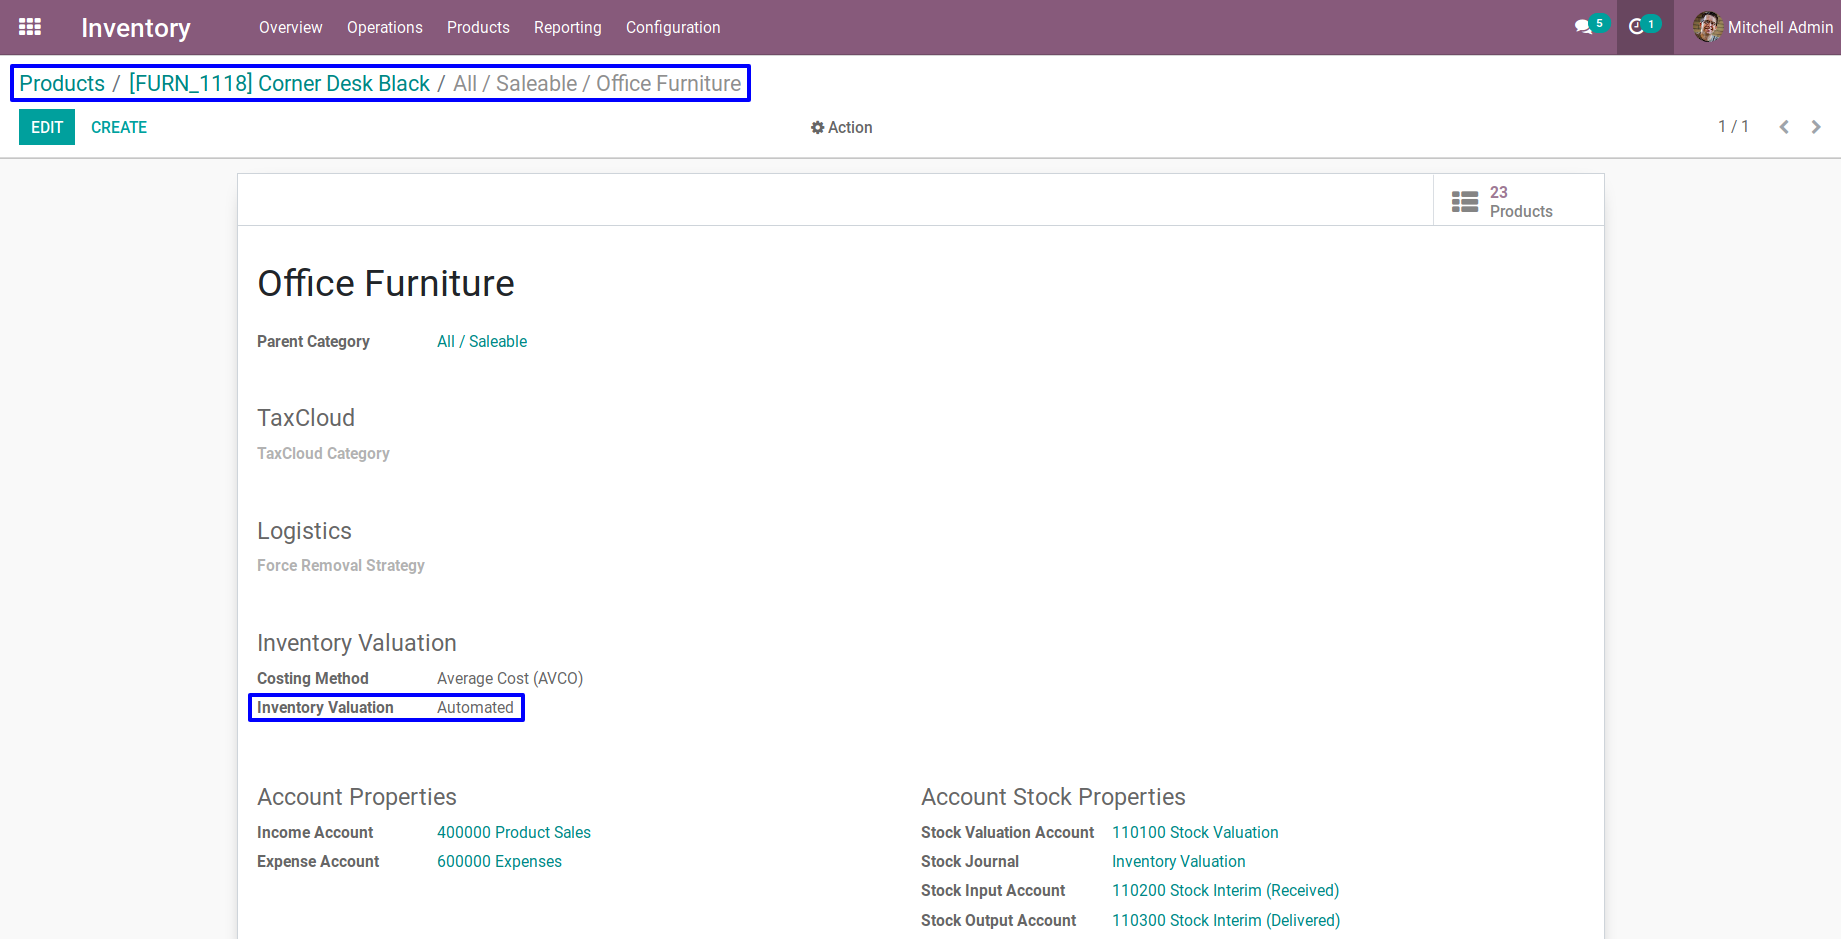 Inventory Overview Operations Products Reporting Configuration 5 1 Mitchell Admin
Products / [FURN_1118] Corner Desk Black / All / Saleable / Office Furniture
EDIT CREATE Action 1 / 1
23
Products
Office Furniture
Parent Category All / Saleable
TaxCloud
TaxCloud Category
Logistics
Force Removal Strategy
Inventory Valuation
Costing Method Average Cost (AVCO)
Inventory Valuation Automated
Account Properties Account Stock Properties
Income Account 400000 Product Sales Stock Valuation Account 110100 Stock Valuation
Expense Account 600000 Expenses Stock Journal Inventory Valuation
Stock Input Account 110200 Stock Interim (Received)
Stock Output Account 110300 Stock Interim (Delivered)